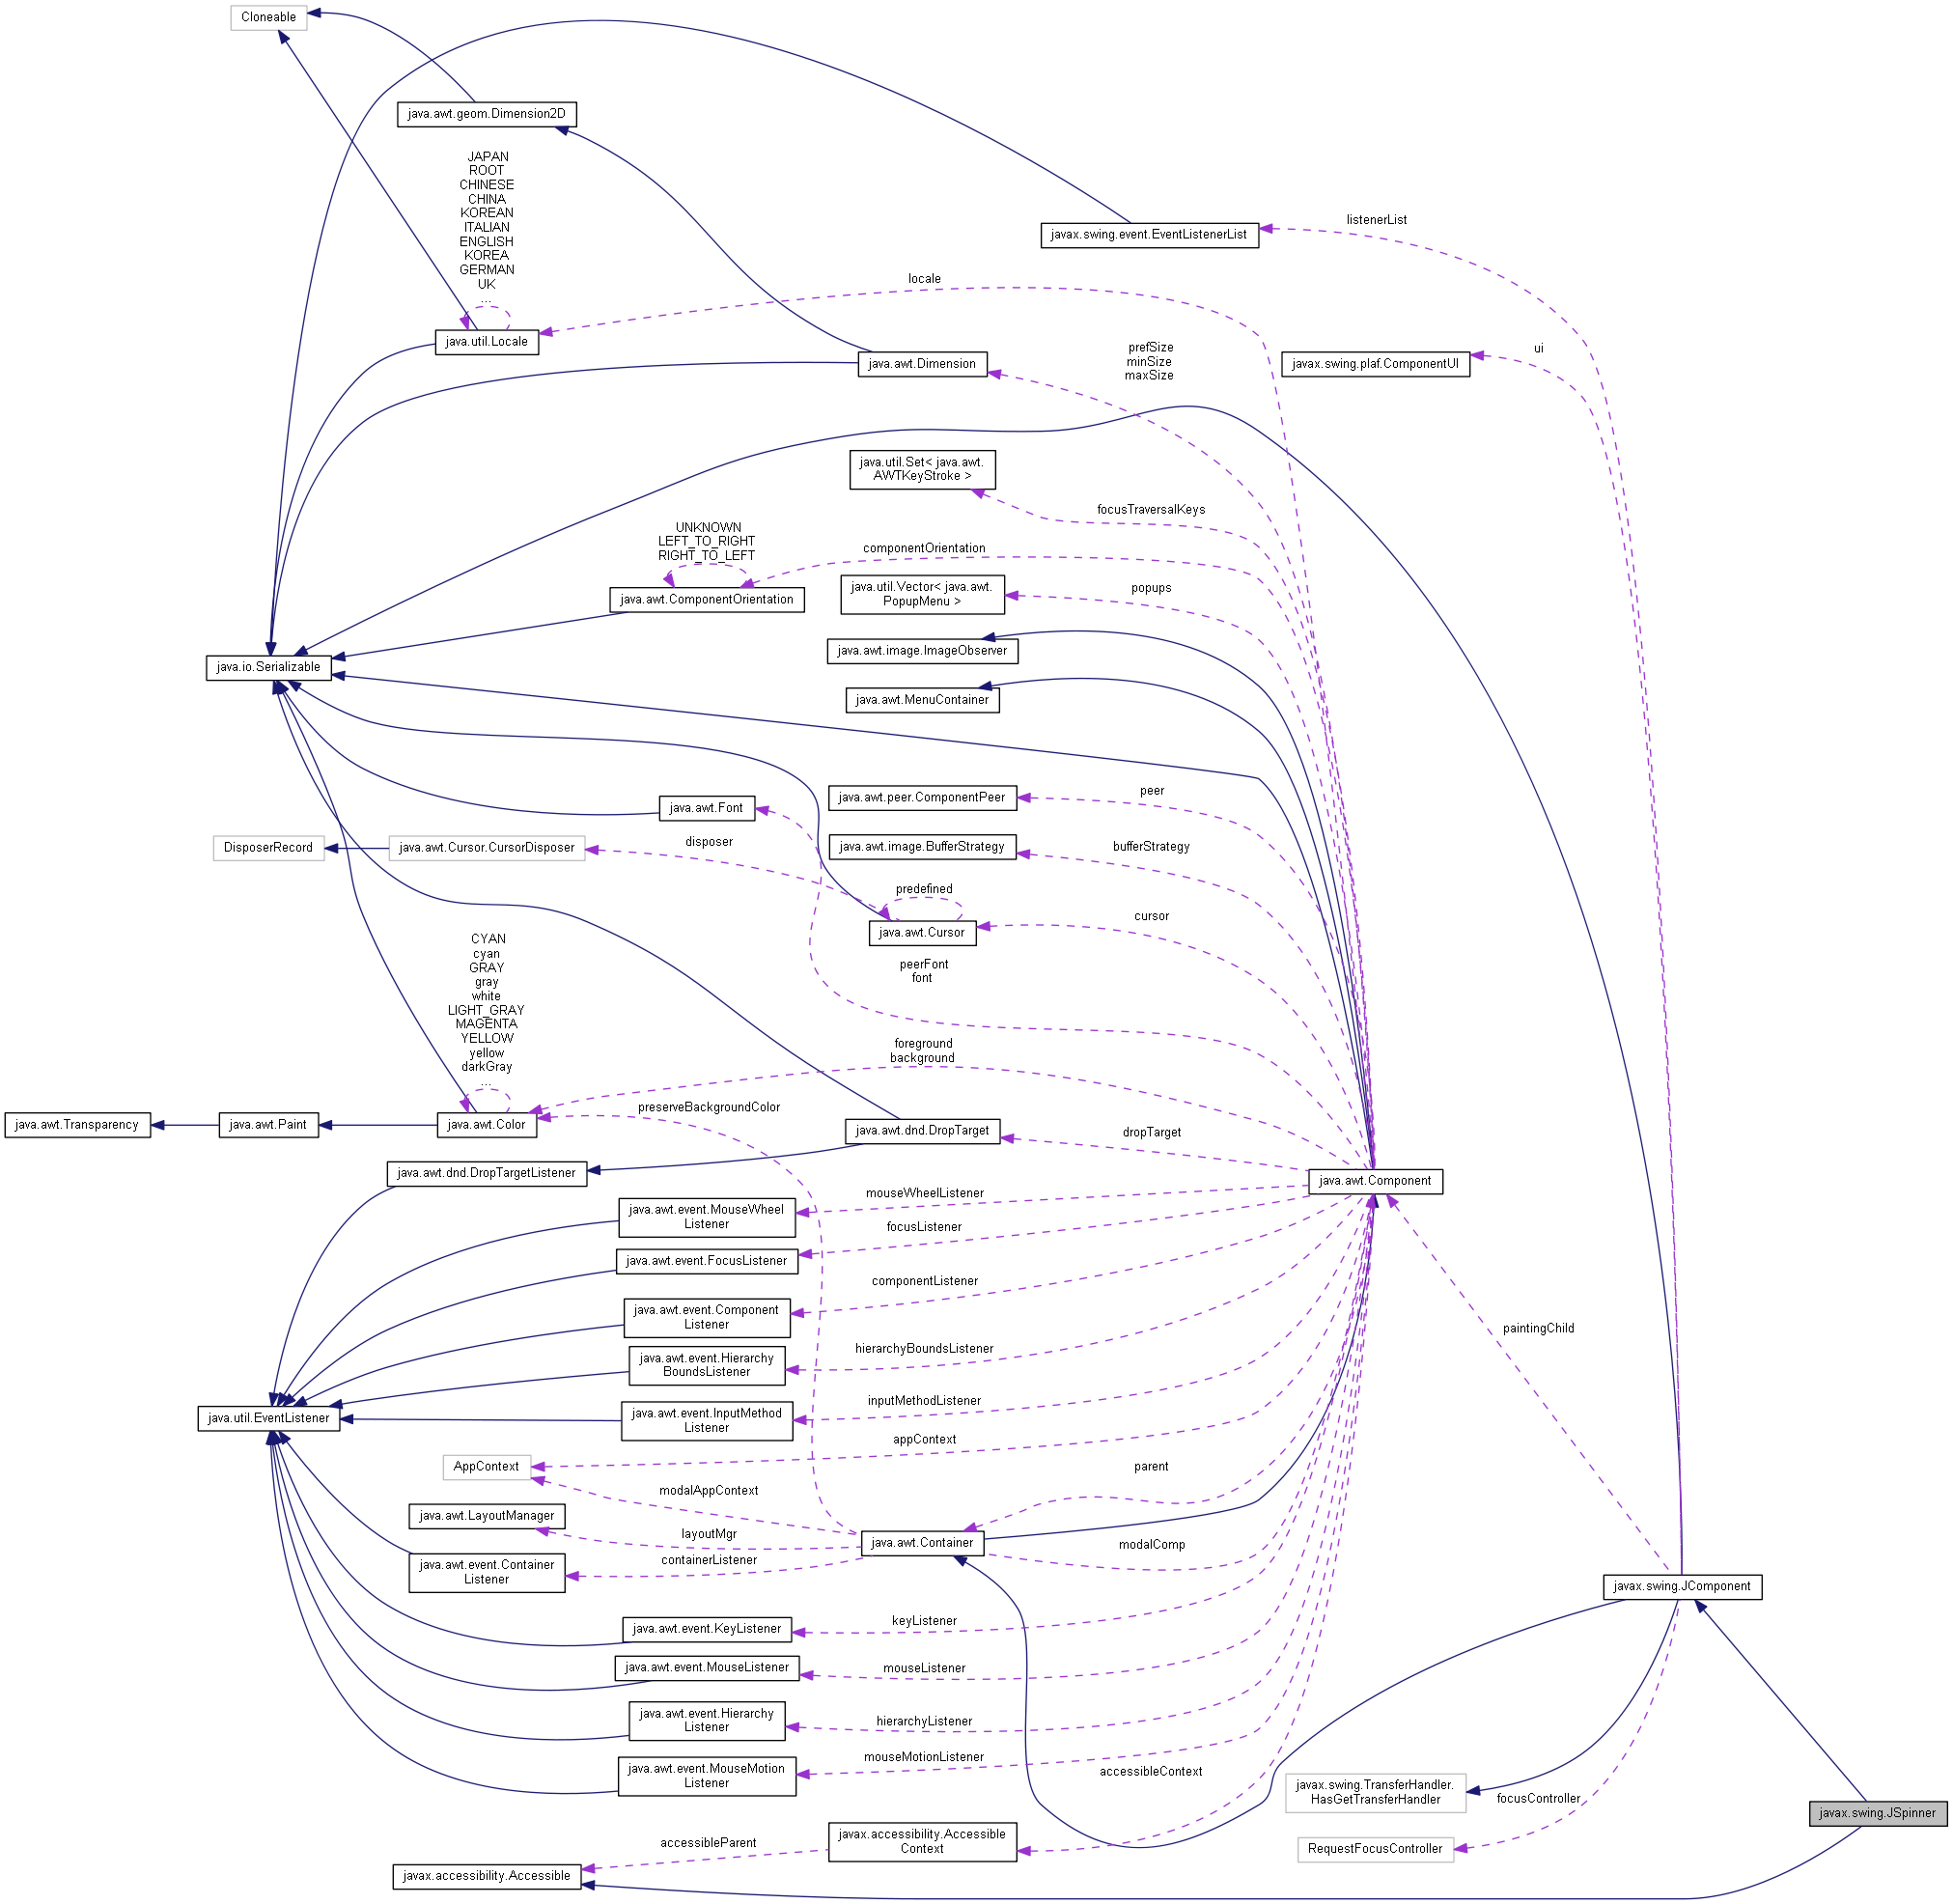 Cloneable
java.awt.geom.Dimension2D
JAPAN
ROOT
CHINESE
CHINA
KOREAN
ITALIAN
ENGLISH
KOREA
GERMAN
UK
...
listenerList
javax.swing.event.EventListenerList
locale
java.util.Locale
prefSize
minSize
maxSize
ui
java.awt.Dimension
javax.swing.plaf.ComponentUI
java.util.Set< java.awt.
AWTKeyStroke >
focusTraversalKeys
UNKNOWN
LEFT_TO_RIGHT
RIGHT_TO_LEFT
componentOrientation
java.awt.ComponentOrientation
java.util.Vector< java.awt.
PopupMenu >
popups
java.awt.image.ImageObserver
java.io.Serializable
java.awt.MenuContainer
java.awt.Font
java.awt.peer.ComponentPeer
peer
DisposerRecord
java.awt.Cursor.CursorDisposer
disposer
java.awt.image.BufferStrategy
bufferStrategy
predefined
cursor
java.awt.Cursor
CYAN
cyan
GRAY
gray
white
LIGHT_GRAY
MAGENTA
YELLOW
yellow
darkGray
...
peerFont
font
foreground
background
preserveBackgroundColor
java.awt.Transparency
java.awt.Paint
java.awt.Color
java.awt.dnd.DropTarget
dropTarget
java.awt.dnd.DropTargetListener
java.awt.Component
java.awt.event.MouseWheel
Listener
mouseWheelListener
focusListener
java.awt.event.FocusListener
componentListener
java.awt.event.Component
Listener
paintingChild
java.awt.event.Hierarchy
BoundsListener
hierarchyBoundsListener
java.util.EventListener
java.awt.event.InputMethod
Listener
inputMethodListener
appContext
AppContext
parent
modalAppContext
java.awt.LayoutManager
layoutMgr
java.awt.Container
modalComp
containerListener
java.awt.event.Container
Listener
javax.swing.JComponent
java.awt.event.KeyListener
keyListener
java.awt.event.MouseListener
mouseListener
java.awt.event.Hierarchy
Listener
hierarchyListener
java.awt.event.MouseMotion
Listener
mouseMotionListener
accessibleContext
javax.swing.TransferHandler.
HasGetTransferHandler
focusController
javax.swing.JSpinner
accessibleParent
javax.accessibility.Accessible
Context
RequestFocusController
javax.accessibility.Accessible